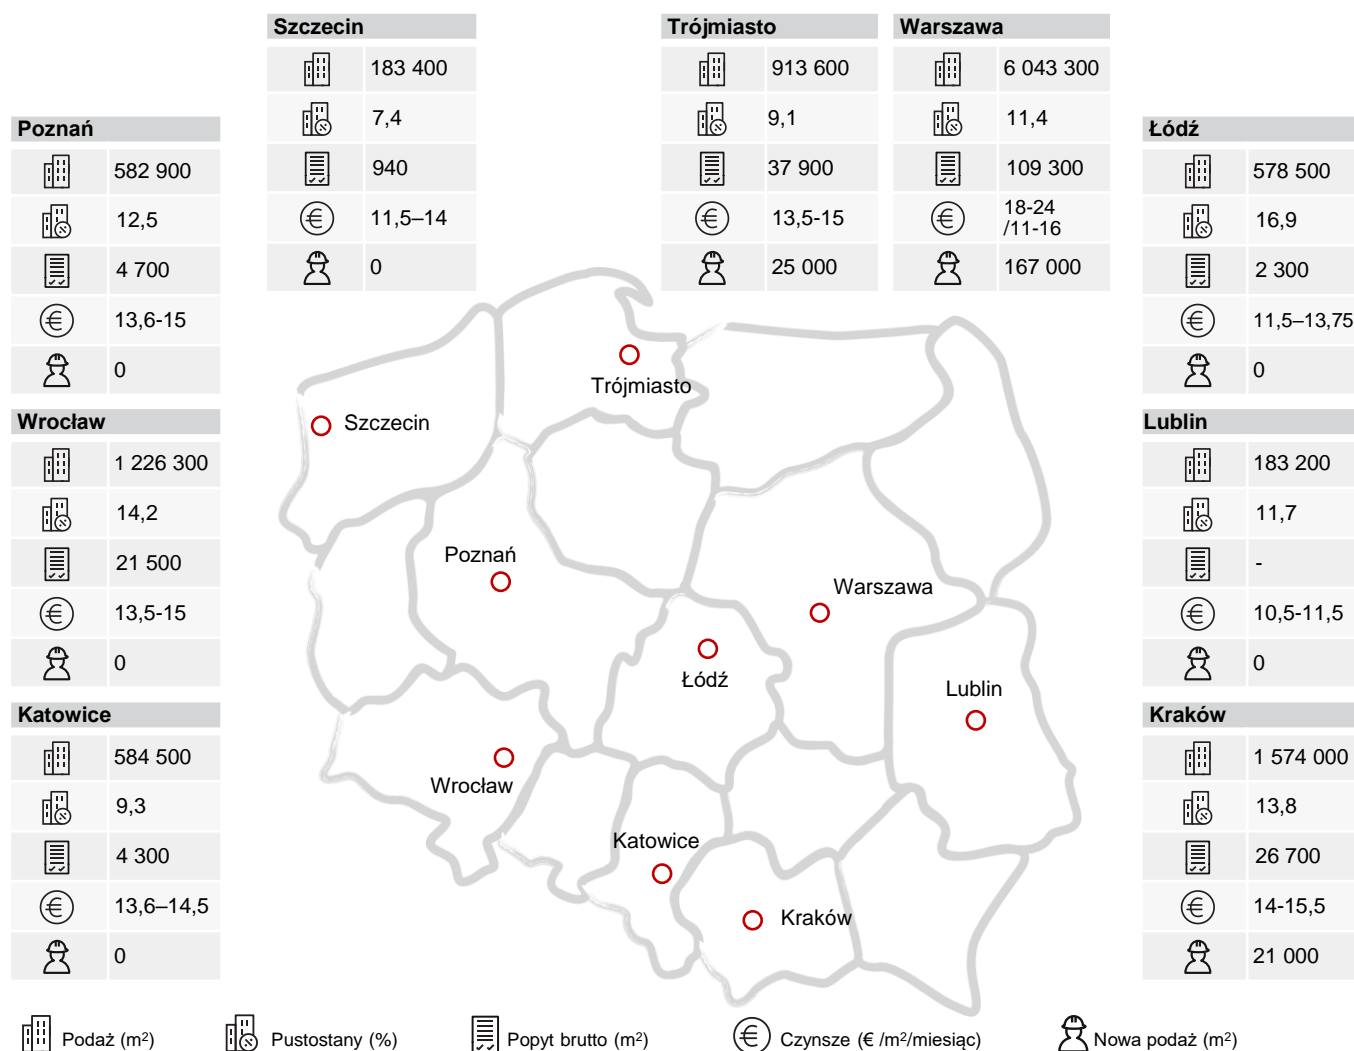 Szczecin
183 400
7,4
940
11,5–14
0
Trójmiasto
913 600
9,1
37 900
13,5-15
25 000
Warszawa
6 043 300
11,4
109 300
18-24
/11-16
167 000
Poznań
582 900
12,5
4 700
13,6-15
0
Łódź
578 500
16,9
2 300
11,5–13,75
0
Wrocław
1 226 300
14,2
21 500
13,5-15
0
Lublin
183 200
11,7
-
10,5-11,5
0
Katowice
584 500
9,3
4 300
13,6–14,5
0
Kraków
1 574 000
13,8
26 700
14-15,5
21 000
Trójmiasto
Szczecin
Poznań
Warszawa
Łódź
Lublin
Wrocław
Katowice
Kraków
Podaż (m²)
Pustostany (%)
Popyt brutto (m²)
Czynsze (€ /m²/miesiąc)
Nowa podaż (m²)